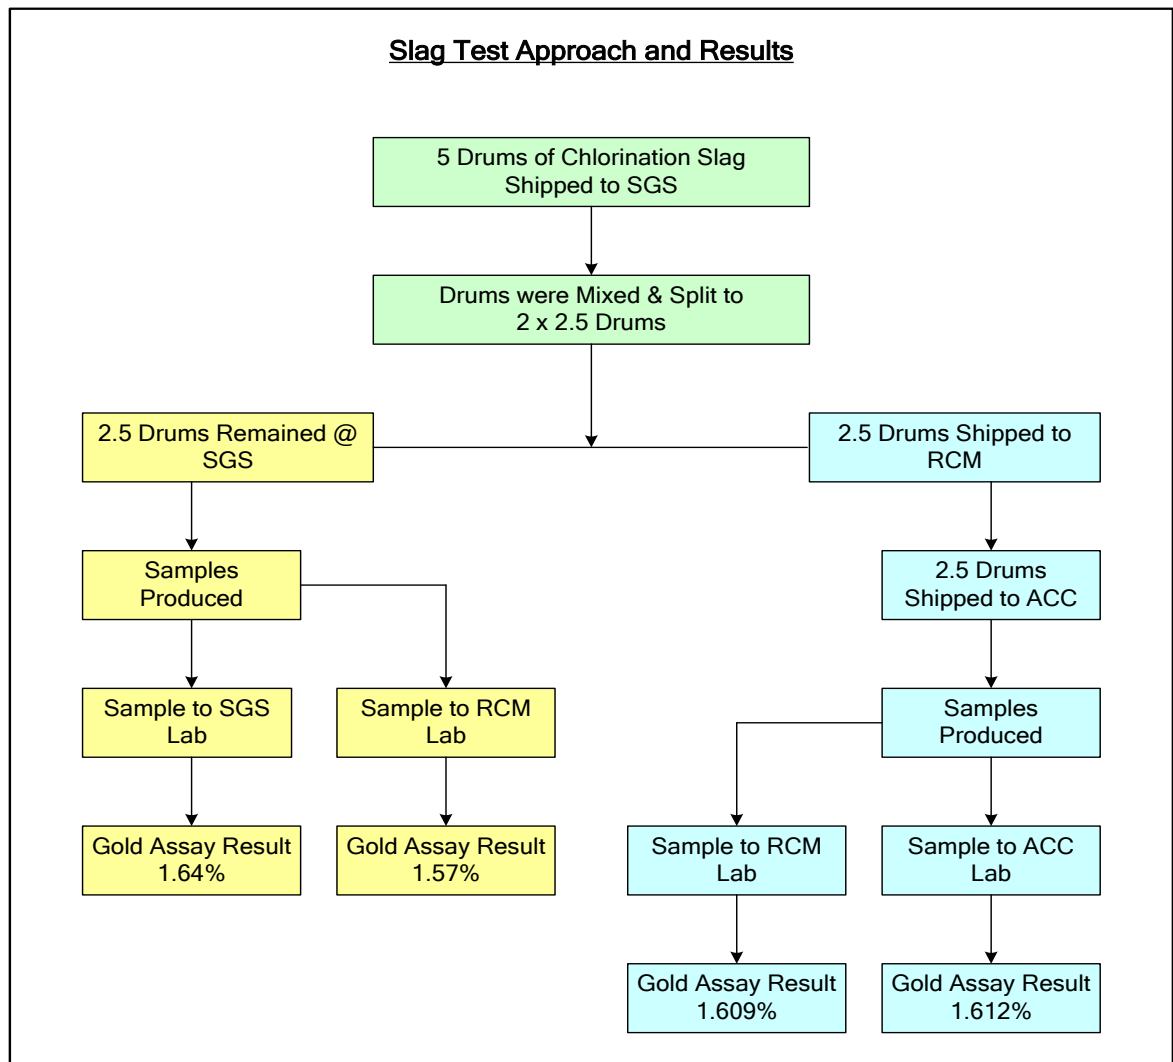 Slag Test Approach and Results
5 Drums of Chlorination Slag
Shipped to SGS
Drums were Mixed & Split to
2 x 2.5 Drums
2.5 Drums Remained @
SGS
2.5 Drums Shipped to
RCM
Samples
Produced
2.5 Drums
Shipped to ACC
Sample to SGS
Lab
Sample to RCM
Lab
Samples
Produced
Gold Assay Result
1.64%
Gold Assay Result
1.57%
Sample to RCM
Lab
Sample to ACC
Lab
Gold Assay Result
1.609%
Gold Assay Result
1.612%